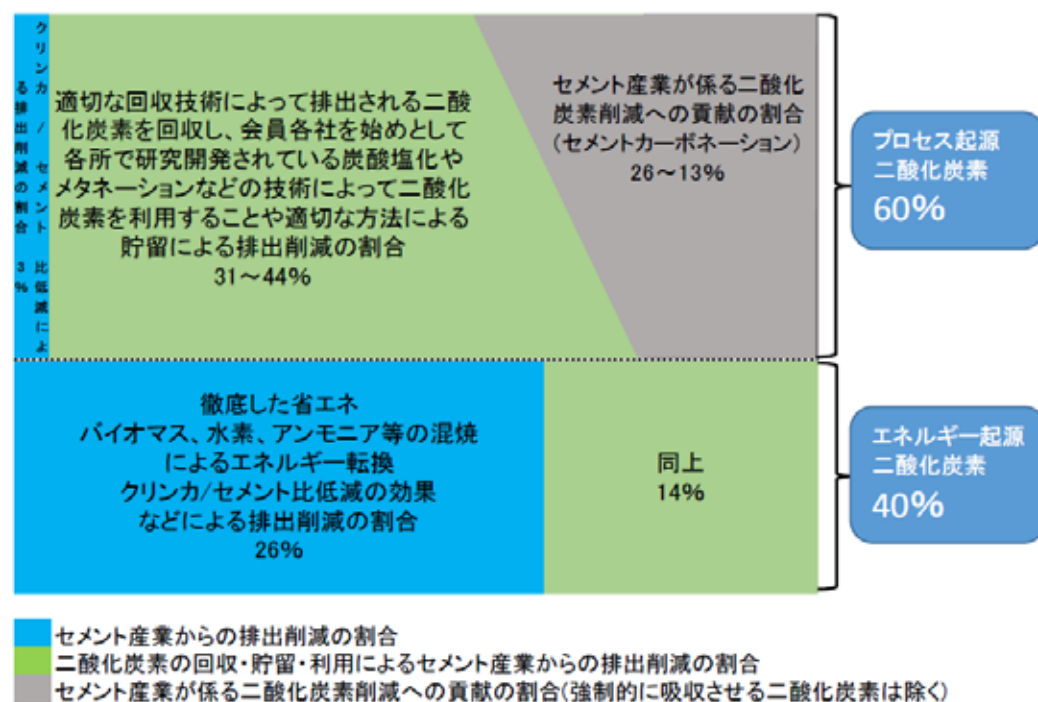 クリンカ/セメント比低減によ
る排出削減の割合 3%
適切な回収技術によって排出される二酸
化炭素を回収し、会員各社を始めとして
各所で研究開発されている炭酸塩化や
メタネーションなどの技術によって二酸化
炭素を利用することや適切な方法による
貯留による排出削減の割合
31～44%
セメント産業が係る二酸化
炭素削減への貢献の割合
(セメントカーボネーション)
26～13%
プロセス起源
二酸化炭素
60%
徹底した省エネ
バイオマス、水素、アンモニア等の混焼
によるエネルギー転換
クリンカ/セメント比低減の効果
などによる排出削減の割合
26%
同上
14%
エネルギー起源
二酸化炭素
40%
セメント産業からの排出削減の割合
二酸化炭素の回収・貯留・利用によるセメント産業からの排出削減の割合
セメント産業が係る二酸化炭素削減への貢献の割合(強制的に吸収させる二酸化炭素は除く)